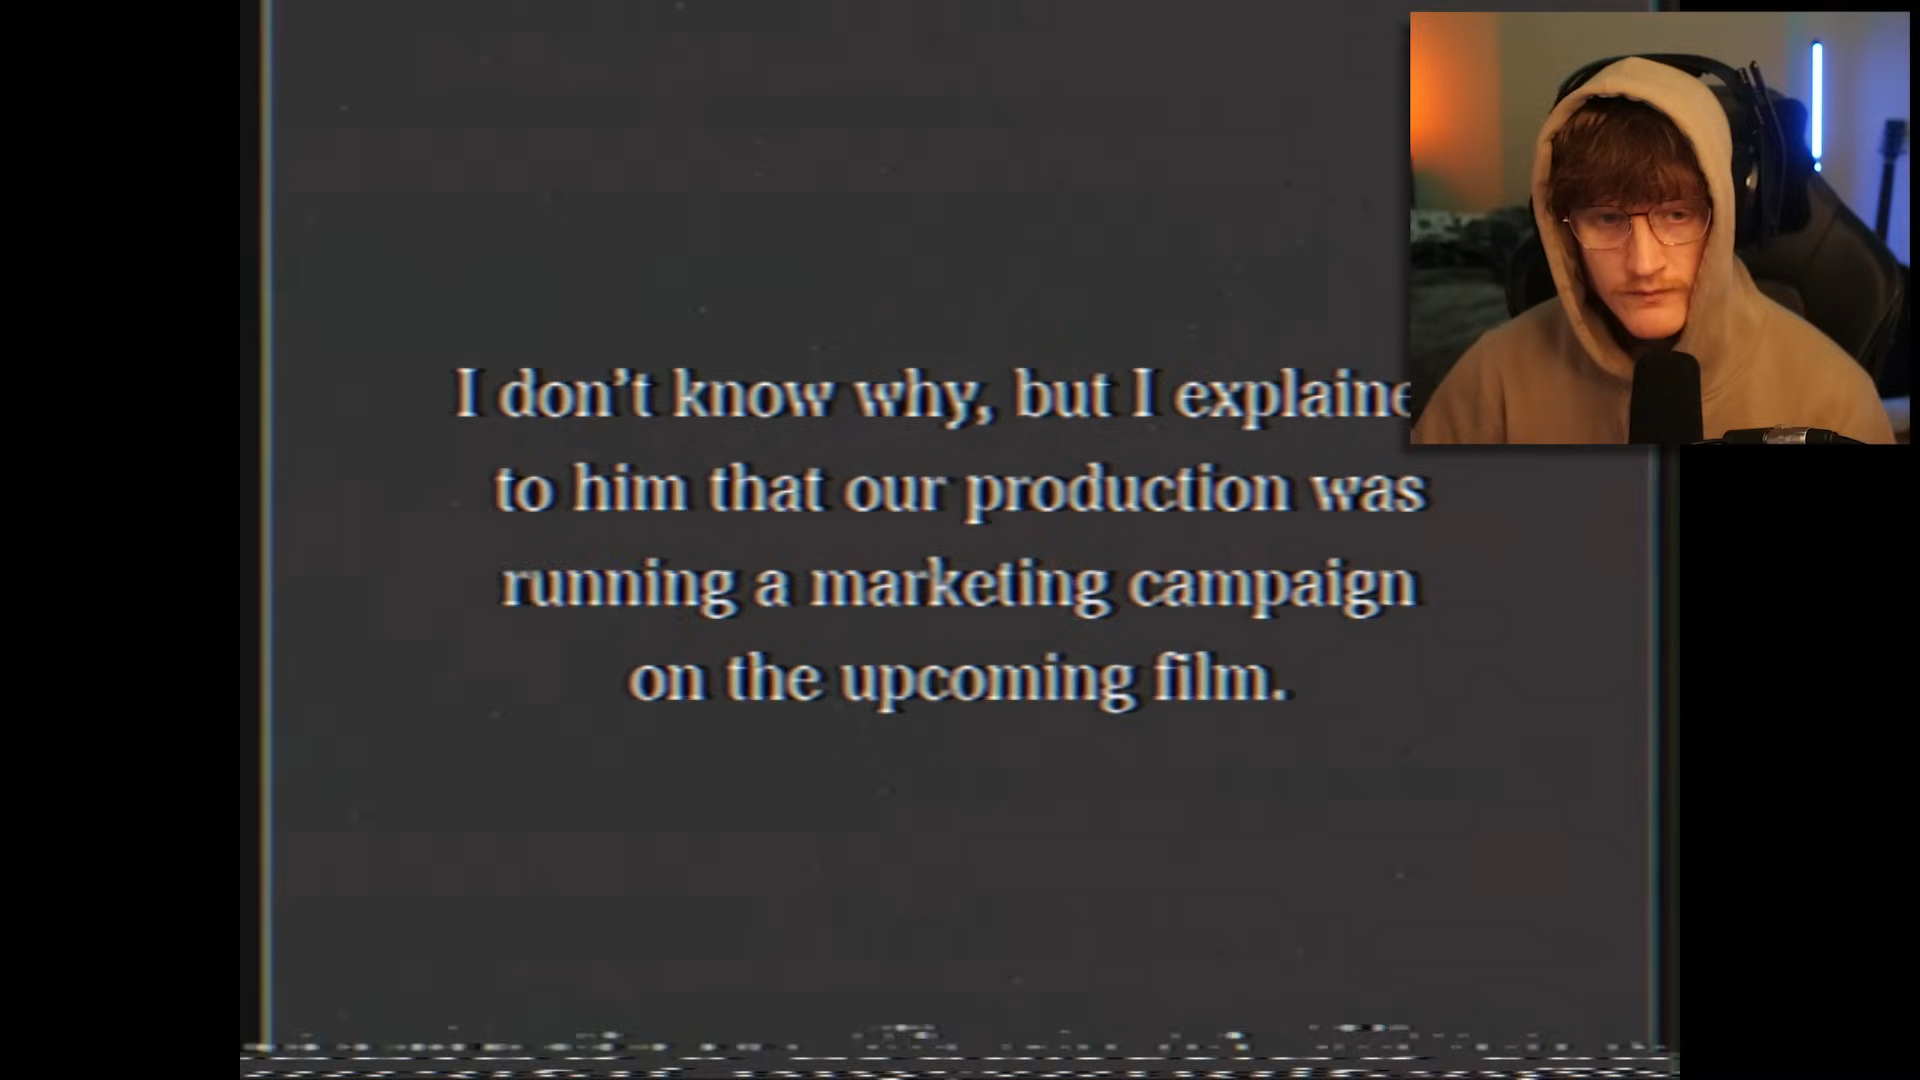 I don't know why, but I explaine
to him that our production was
running a marketing campaign
on the upcoming film.